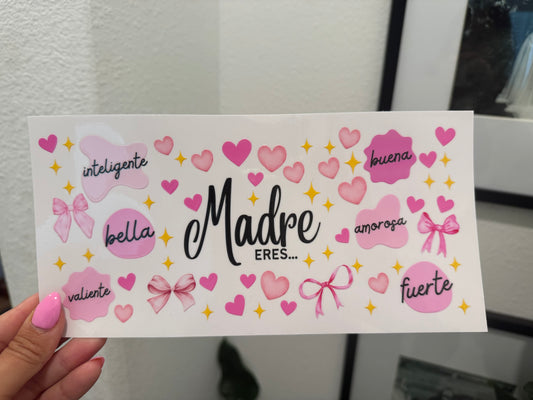 inteligente
bella
valiente
Madre
ERES...
buena
amorosa
fuerte